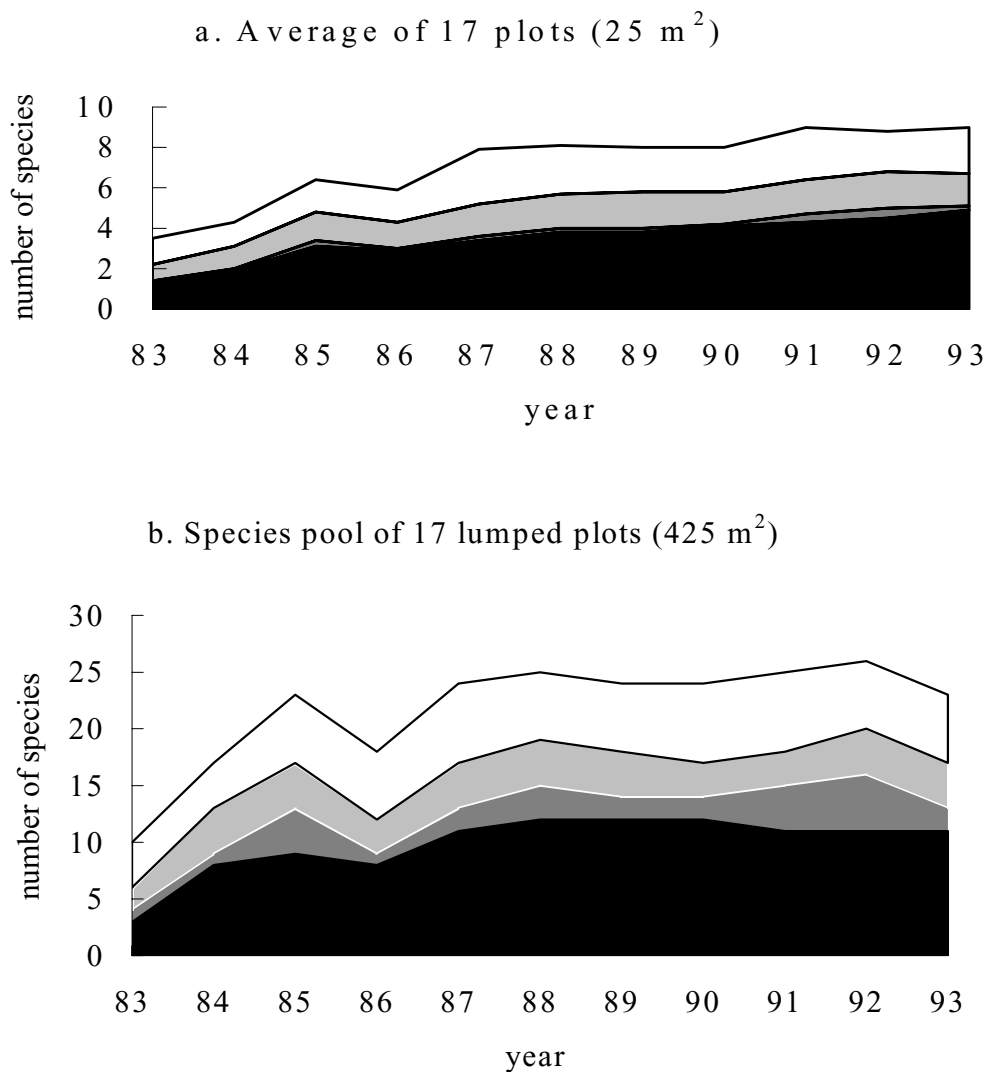 a. Average of 17 plots (25 m²)
number of species
10
8
6
4
2
0
83 84 85 86 87 88 89 90 91 92 93
year
b. Species pool of 17 lumped plots (425 m²)
number of species
30
25
20
15
10
5
0
83 84 85 86 87 88 89 90 91 92 93
year